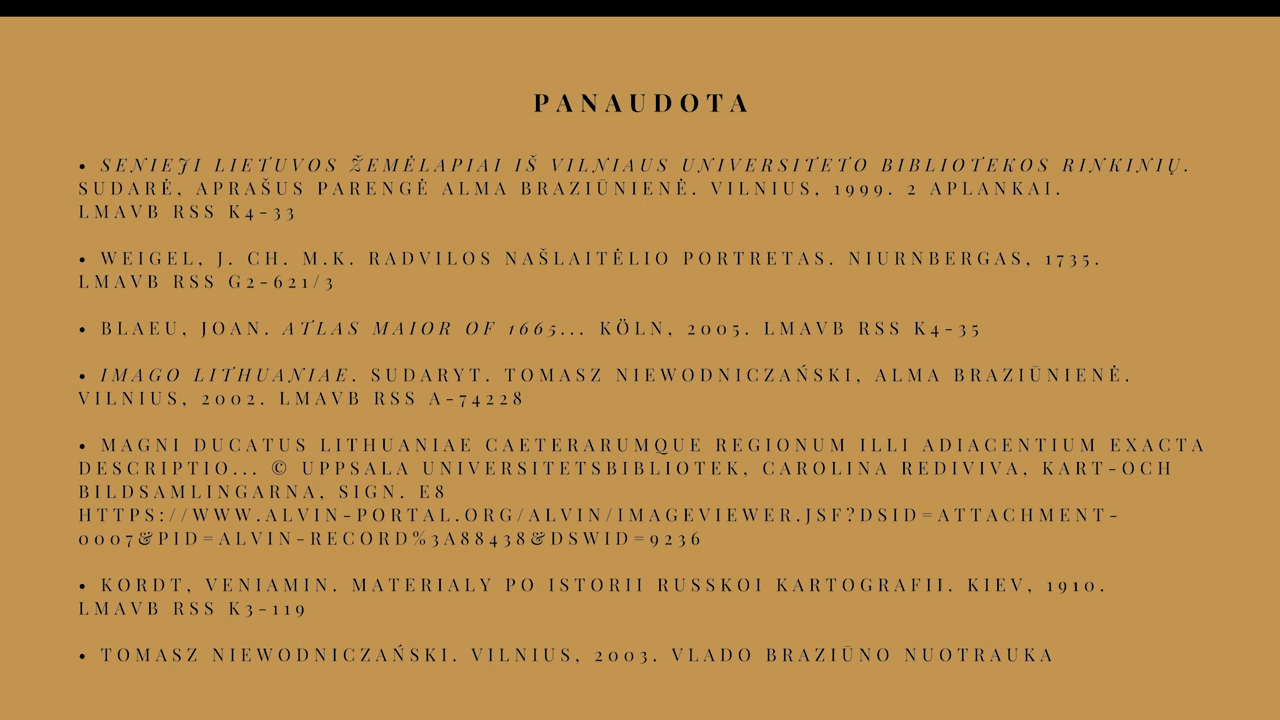 PANAUDOTA
• SENIEJI LIETUVOS ŽEMĖLAPIAI IŠ VILNIAUS UNIVERSITETO BIBLIOTEKOS RINKINIŲ.
SUDARĖ, APRAŠUS PARENGĖ ALMA BRAZIŪNIENĖ. VILNIUS, 1999. 2 APLANKAI.
LMAVB RSS K4-33
• WEIGEL, J. CH. M.K. RADVILOS NAŠLAITĖLIO PORTRETAS. NIURNBERGAS, 1735.
LMAVB RSS G2-621/3
• BLAEU, JOAN. ATLAS MAIOR OF 1665... KÖLN, 2005. LMAVB RSS K4-35
• IMAGO LITHUANIAE. SUDARYT. TOMASZ NIEWODNICZAŃSKI, ALMA BRAZIŪNIENĖ.
VILNIUS, 2002. LMAVB RSS A-74228
• MAGNI DUCATUS LITHUANIAE CAETERARUMQUE REGIONUM ILLI ADIACENTIUM EXACTA
DESCRIPTIO... © UPPSALA UNIVERSITETSBIBLIOTEK, CAROLINA REDIVIVA, KART-OCH
BILDSAMLINGARNA, SIGN. E8
HTTPS://WWW.ALVIN-PORTAL.ORG/ALVIN/IMAGEVIEWER.JSF?DSID=ATTACHMENT-
0007&PID=ALVIN-RECORD%3A88438&DSWID=9236
• KORDT, VENIAMIN. MATERIALY PO ISTORII RUSSKOI KARTOGRAFII. KIEV, 1910.
LMAVB RSS K3-119
• TOMASZ NIEWODNICZAŃSKI. VILNIUS, 2003. VLADO BRAZIŪNO NUOTRAUKA